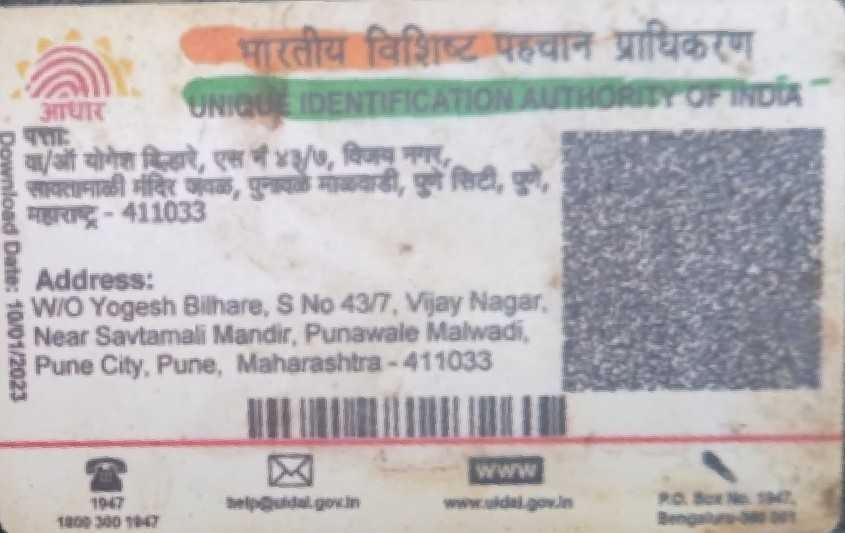 भारतीय विशिष्ट पहचान प्राधिकरण
UNIQUE IDENTIFICATION AUTHORITY OF INDIA
आधार
पत्ता:
वा/ऑ योगेश बिल्हारे, एस नं ४३/७, विजय नगर,
सावतामाळी मंदिर जवळ, पुनावळे माळवाडी, पुणे सिटी, पुणे,
महाराष्ट्र - 411033
Address:
W/O Yogesh Bilhare, S No 43/7, Vijay Nagar,
Near Savtamali Mandir, Punawale Malwadi,
Pune City, Pune, Maharashtra - 411033
Download Date: 10/01/2023
1947
1800 300 1947
help@uidai.gov.in
www
www.uidai.gov.in
P.O. Box No. 1947,
Bengaluru-560 001